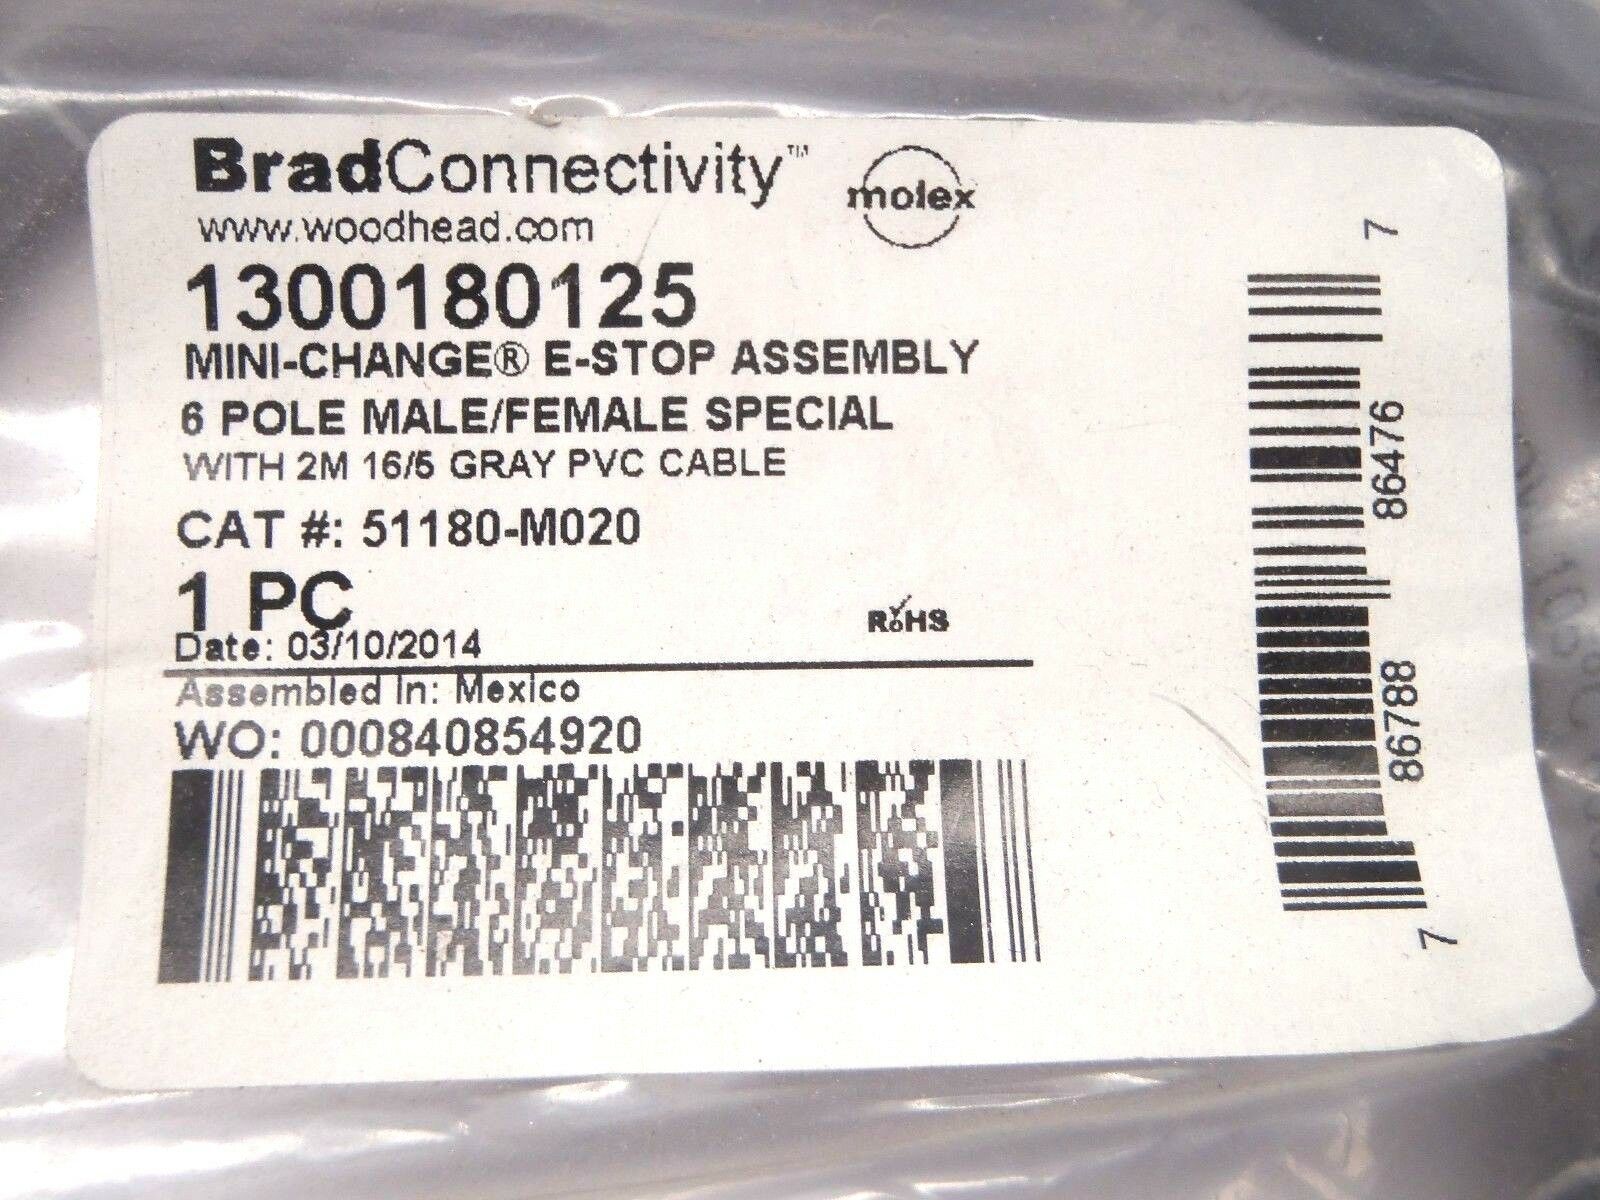 BradConnectivity™
molex
www.woodhead.com
1300180125
MINI-CHANGE® E-STOP ASSEMBLY
6 POLE MALE/FEMALE SPECIAL
WITH 2M 16/5 GRAY PVC CABLE
CAT #: 51180-M020
1 PC
RoHS
Date: 03/10/2014
Assembled In: Mexico
WO: 000840854920
7 86788 86476 7